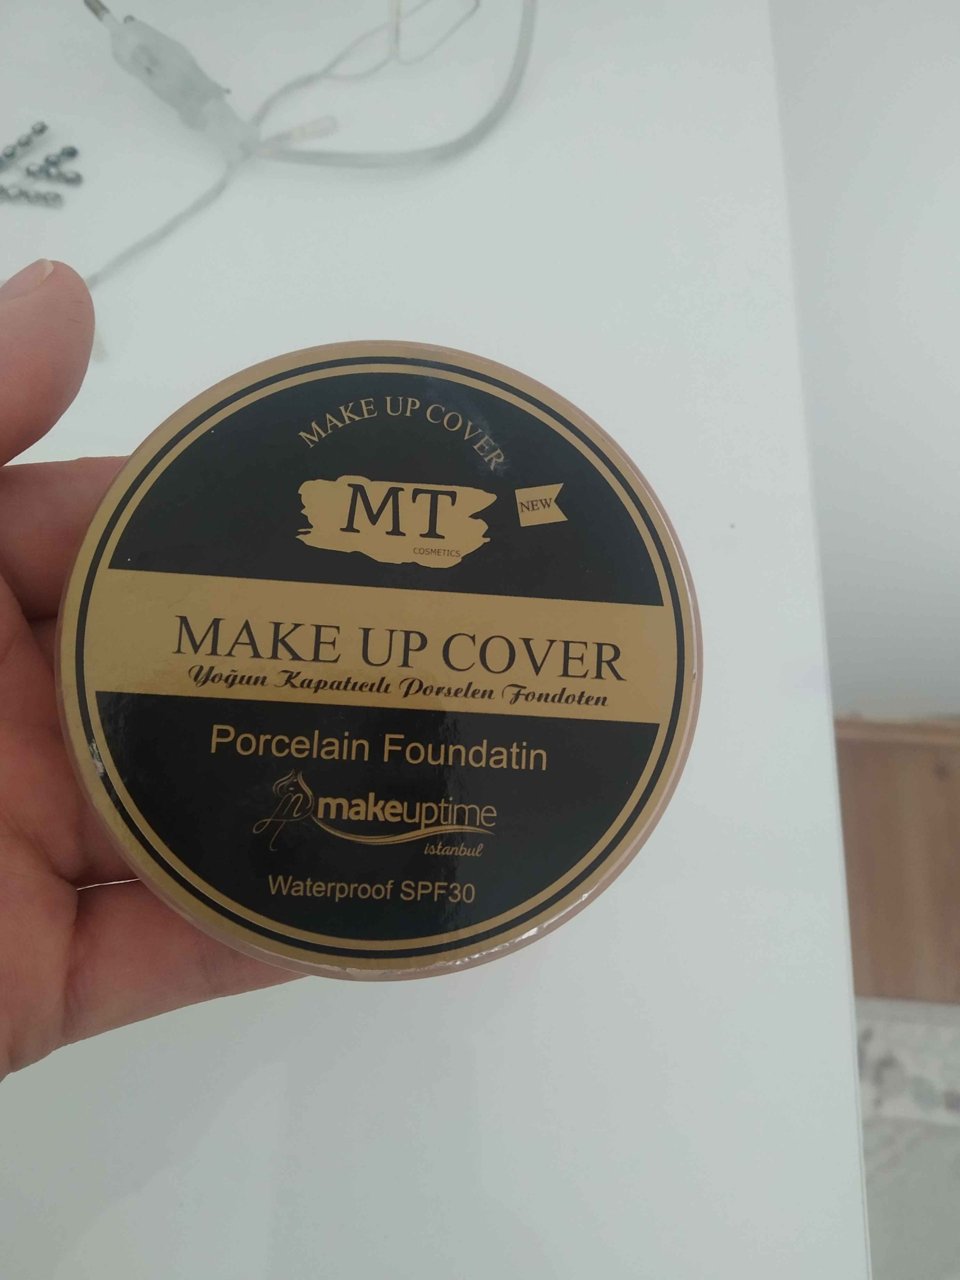 MAKE UP COVER
MT
COSMETICS
NEW
MAKE UP COVER
Yoğun Kapatıcılı Porselen Fondoten
Porcelain Foundatin
makeuptime
istanbul
Waterproof SPF30